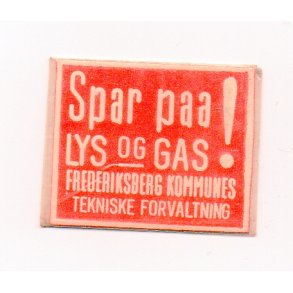 Spar paa!
LYS OG GAS
FREDERIKSBERG KOMMUNES
TEKNISKE FORVALTNING